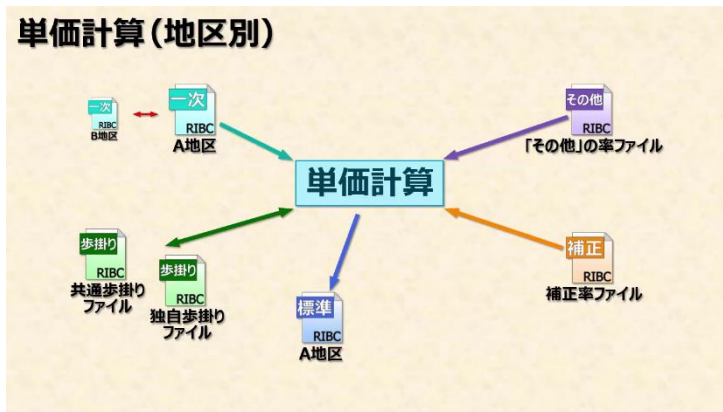 単価計算(地区別)
一次
RIBC
B地区
一次
RIBC
A地区
その他
RIBC
「その他」の率ファイル
単価計算
歩掛り
RIBC
共通歩掛り
ファイル
歩掛り
RIBC
独自歩掛り
ファイル
標準
RIBC
A地区
補正
RIBC
補正率ファイル